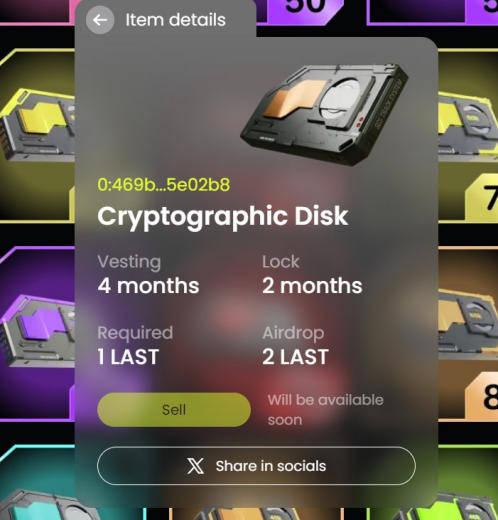 50
Item details
0:469b...5e02b8
Cryptographic Disk
Vesting
Lock
4 months
2 months
7
Required
Airdrop
1 LAST
2 LAST
Sell
Will be available
soon
8
Share in socials